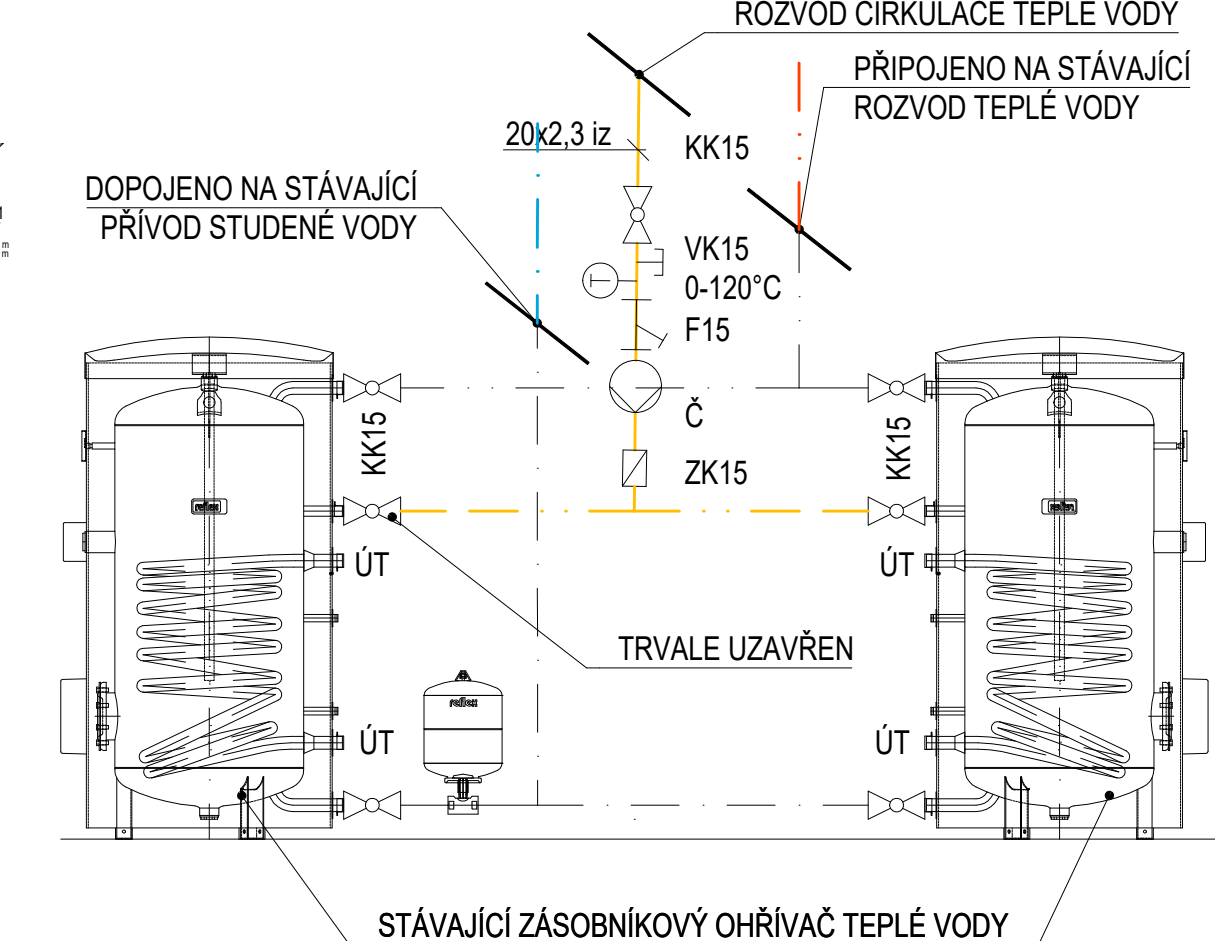 ROZVOD CIRKULACE TEPLÉ VODY
PŘIPOJENO NA STÁVAJÍCÍ
ROZVOD TEPLÉ VODY
20x2,3 iz
KK15
DOPOJENO NA STÁVAJÍCÍ
PŘÍVOD STUDENÉ VODY
VK15
0-120°C
F15
Č
KK15
KK15
ZK15
reflex
reflex
ÚT
ÚT
TRVALE UZAVŘEN
reflex
ÚT
ÚT
STÁVAJÍCÍ ZÁSOBNÍKOVÝ OHŘÍVAČ TEPLÉ VODY